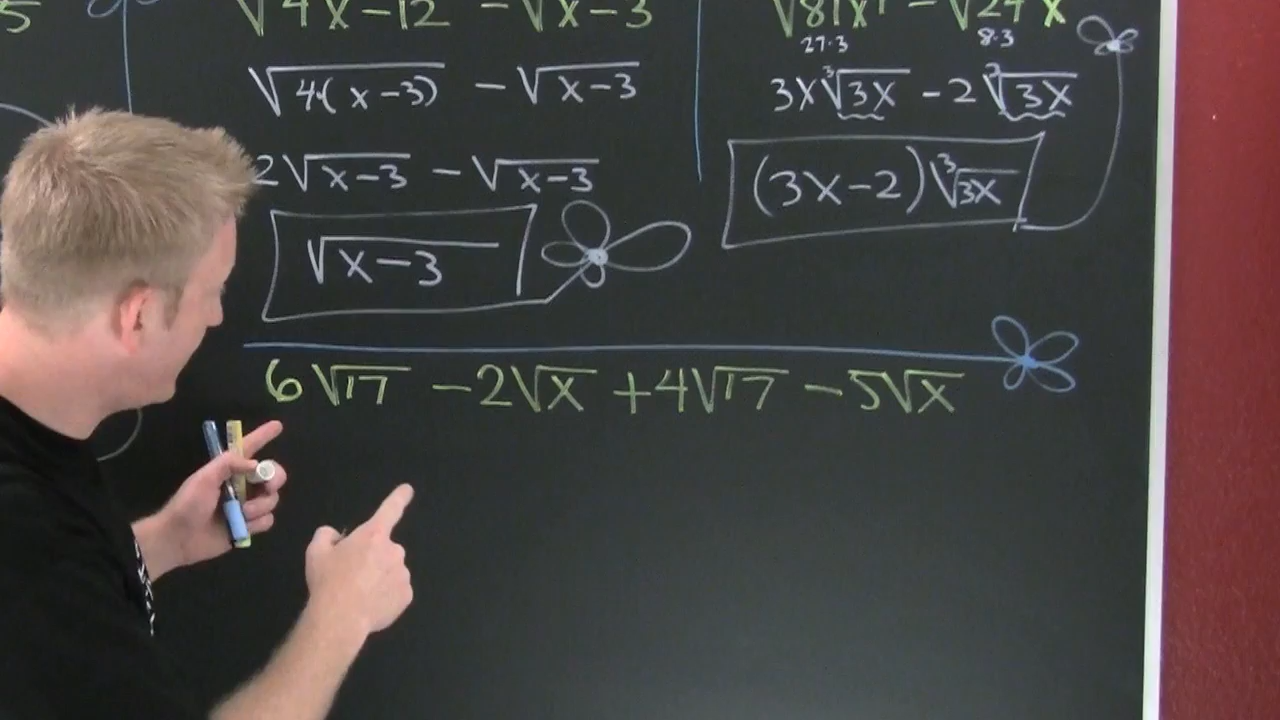 5
√4x-12 - √x-3
√4·(x-3) - √x-3
2√x-3 - √x-3
√x-3
27·3 8·3
3x∛3x - 2∛3x
(3x-2)∛3x
6√17 -2√x +4√17 -5√x